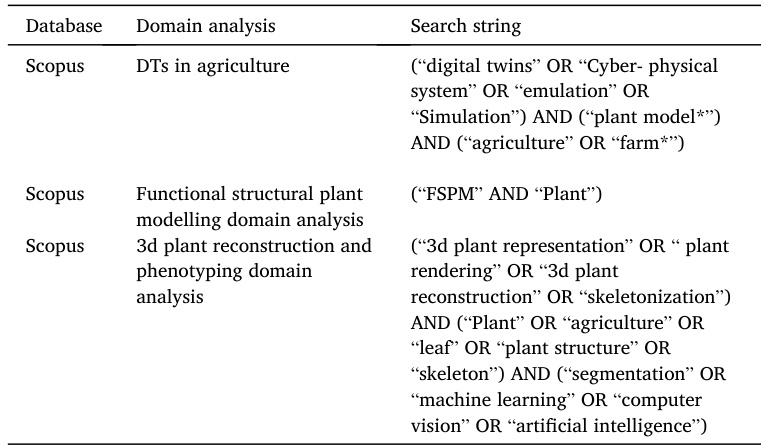 Database Domain analysis Search string
Scopus DTs in agriculture (“digital twins” OR “Cyber- physical
system” OR “emulation” OR
“Simulation”) AND (“plant model*”)
AND (“agriculture” OR “farm*”)
Scopus Functional structural plant (“FSPM” AND “Plant”)
modelling domain analysis
Scopus 3d plant reconstruction and (“3d plant representation” OR “ plant
phenotyping domain rendering” OR “3d plant
analysis reconstruction” OR “skeletonization”)
AND (“Plant” OR “agriculture” OR
“leaf” OR “plant structure” OR
“skeleton”) AND (“segmentation” OR
“machine learning” OR “computer
vision” OR “artificial intelligence”)